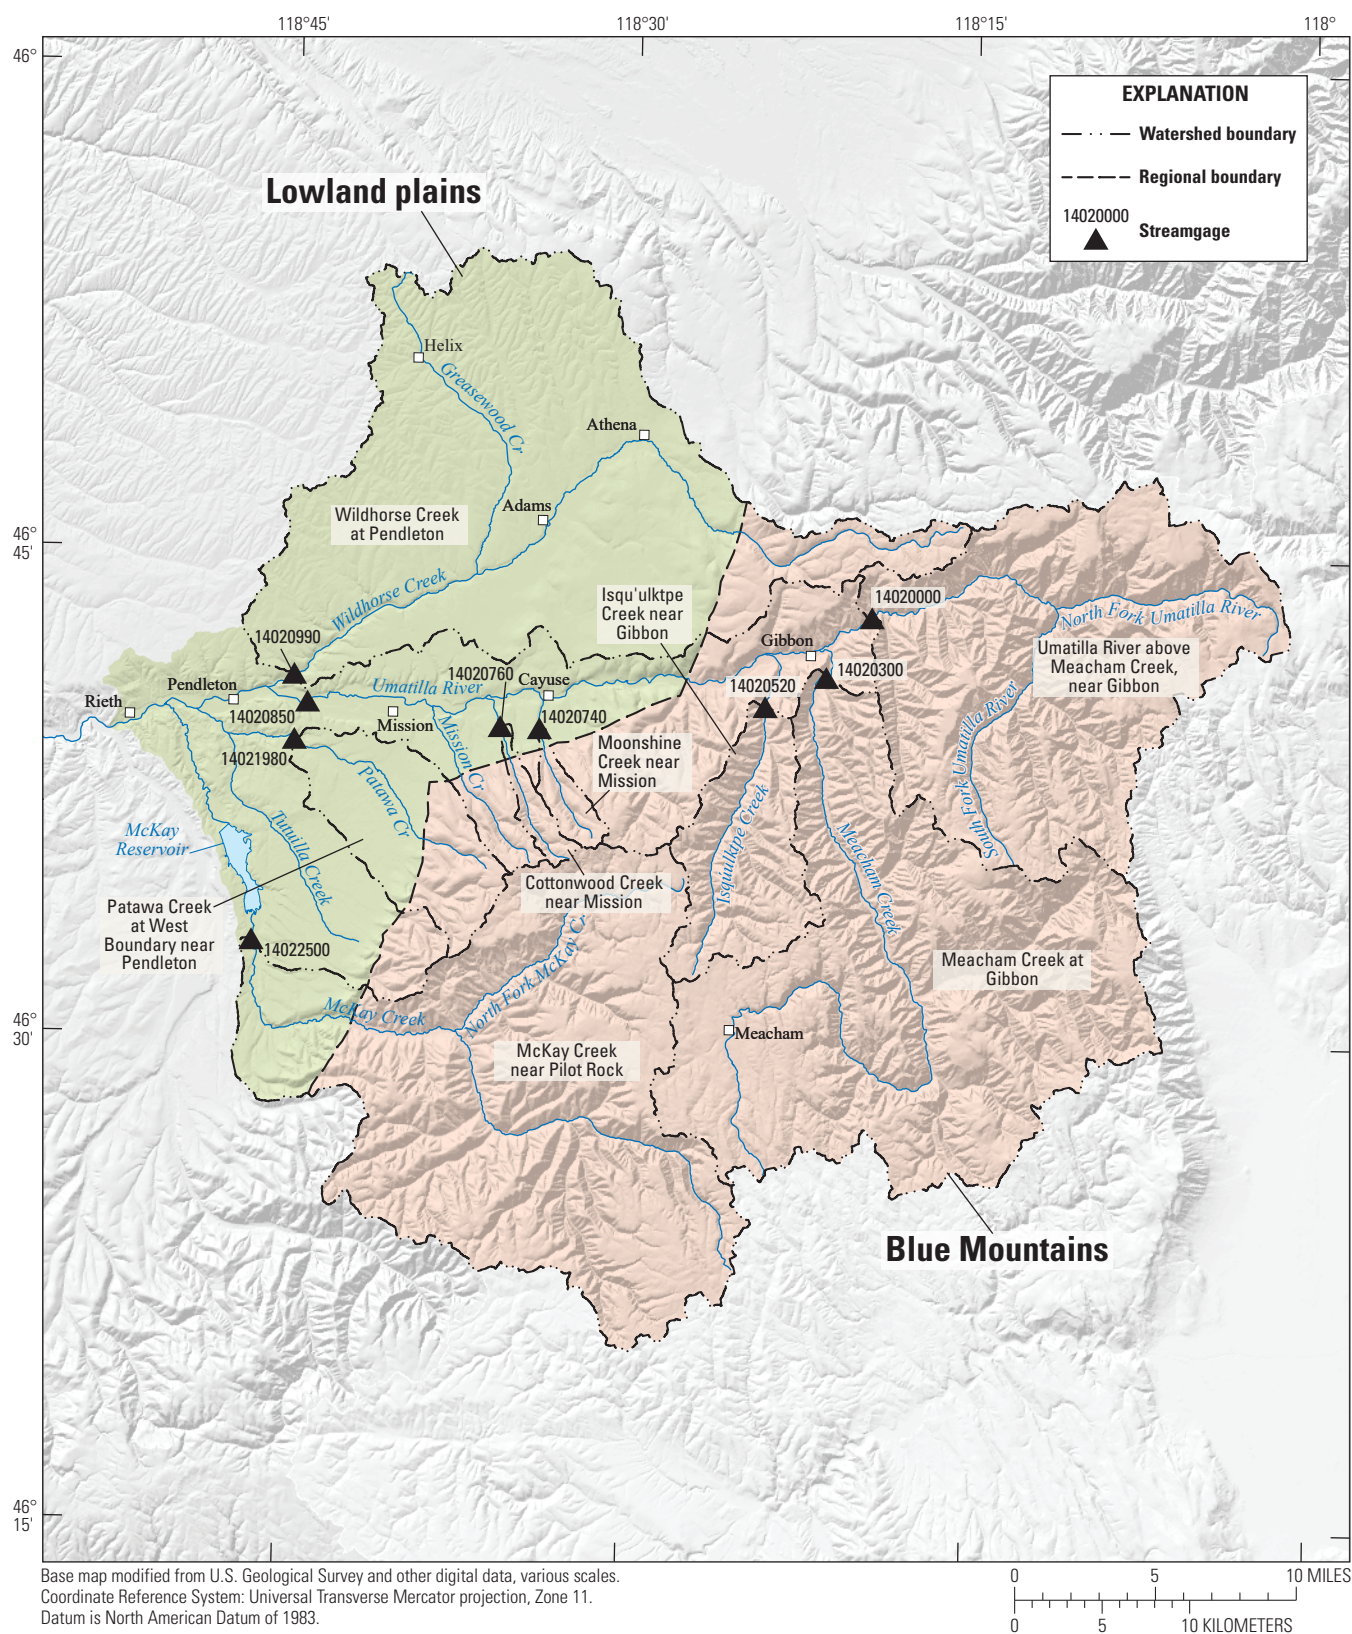 118°45'
118°30'
118°15'
118°
46°
EXPLANATION
Watershed boundary
Regional boundary
14020000
Streamgage
Lowland plains
Helix
Greasewood Cr
Athena
Adams
Wildhorse Creek
at Pendleton
46°
45'
Wildhorse Creek
Isqu'ulktpe
Creek near
Gibbon
14020000
North Fork Umatilla River
14020990
Gibbon
Umatilla River above
Meacham Creek,
near Gibbon
14020300
14020760
Cayuse
Pendleton
Umatilla River
14020520
Rieth
14020850
Mission
14020740
Mission Cr
14021980
Moonshine
Creek near
Mission
South Fork Umatilla River
Patawa Cr
McKay
Reservoir
Tutuilla Creek
Isquulktpe Creek
Meacham Creek
Cottonwood Creek
near Mission
Patawa Creek
at West
Boundary near
Pendleton
14022500
North Fork McKay Cr
Meacham Creek at
Gibbon
McKay Creek
46°
30'
Meacham
McKay Creek
near Pilot Rock
Blue Mountains
46°
15'
Base map modified from U.S. Geological Survey and other digital data, various scales.
Coordinate Reference System: Universal Transverse Mercator projection, Zone 11.
Datum is North American Datum of 1983.
0 5 10 MILES
0 5 10 KILOMETERS